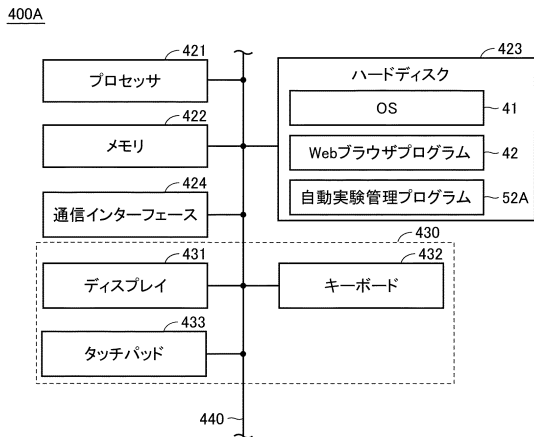 400A
421
プロセッサ
423
ハードディスク
OS
41
422
メモリ
Webブラウザプログラム
42
424
通信インターフェース
自動実験管理プログラム
52A
430
431
ディスプレイ
432
キーボード
433
タッチパッド
440